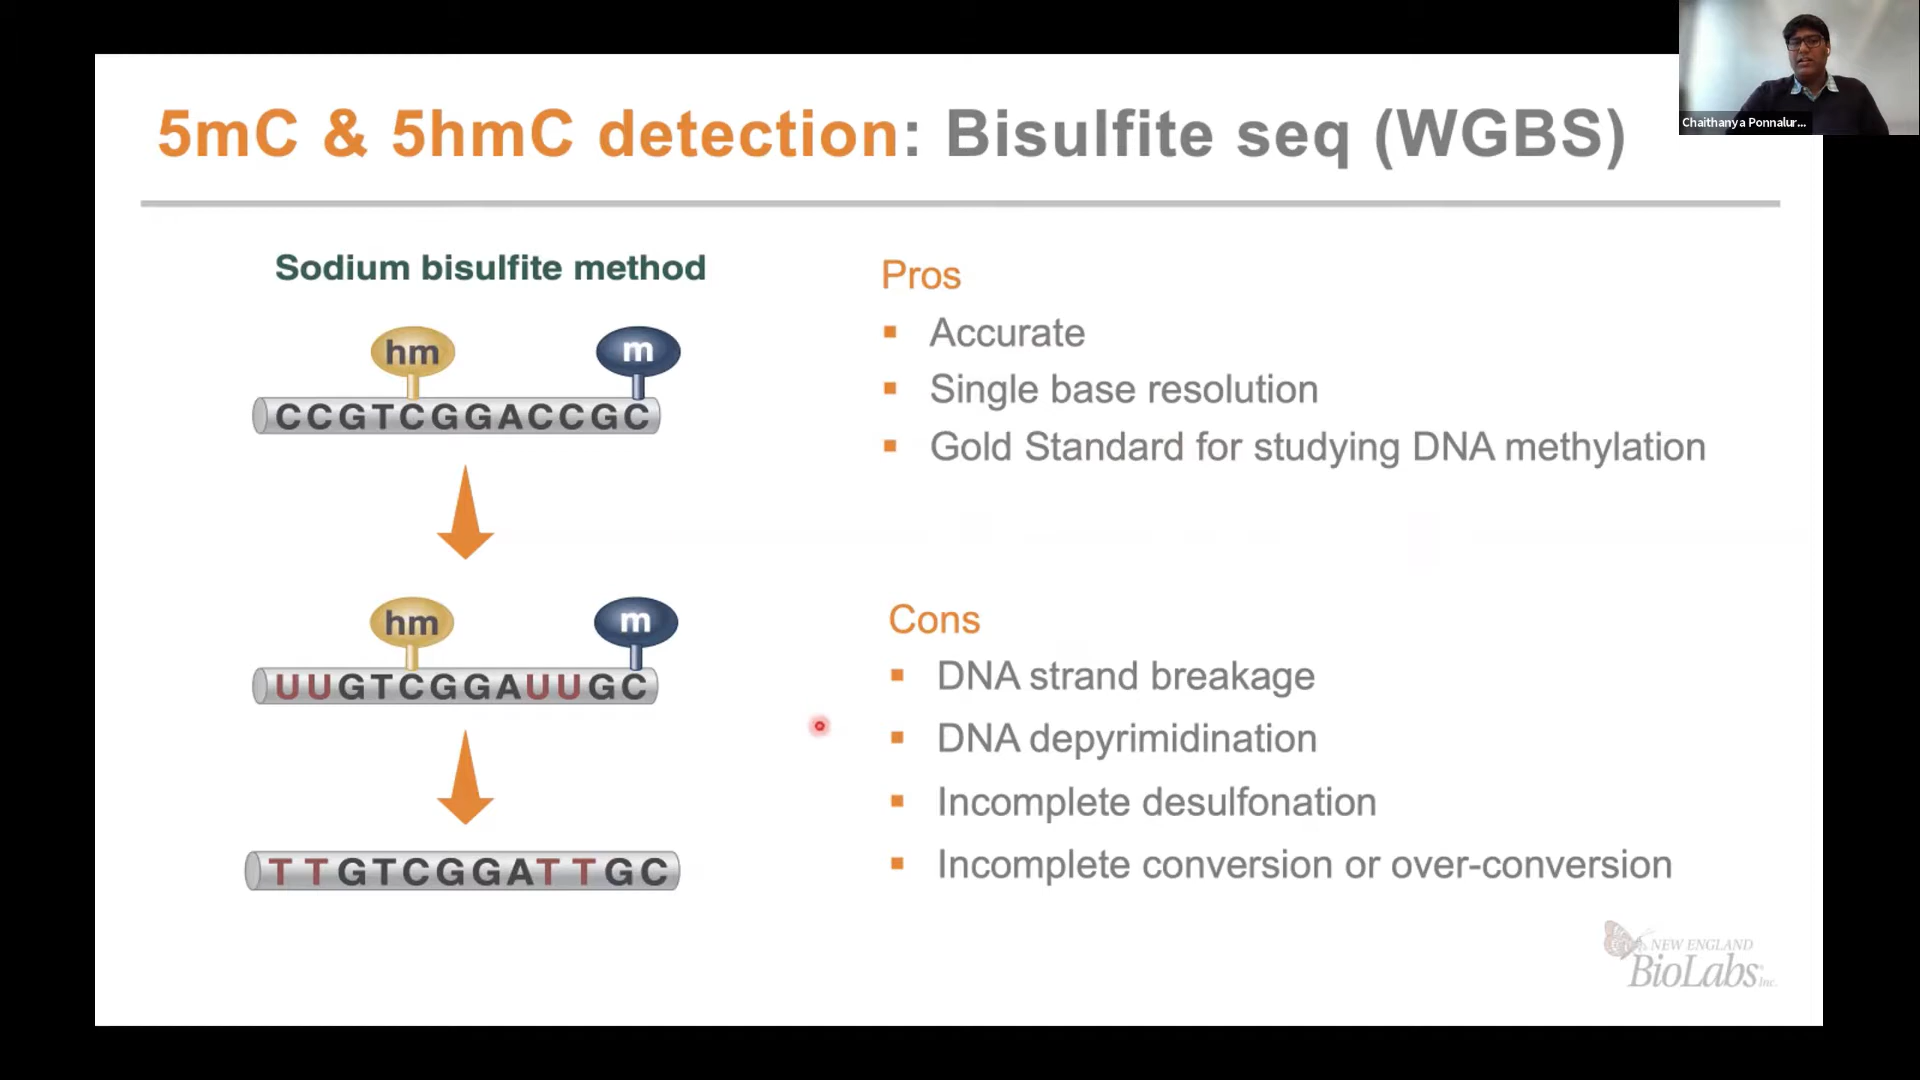 Chaithanya Ponnalur...
5mC & 5hmC detection: Bisulfite seq (WGBS)
Sodium bisulfite method
hm
m
CCGTCGGACCGC
hm
m
UUGTCGGAUUGC
TTGTCGGATTGC
Pros
▪ Accurate
▪ Single base resolution
▪ Gold Standard for studying DNA methylation
Cons
▪ DNA strand breakage
▪ DNA depyrimidination
▪ Incomplete desulfonation
▪ Incomplete conversion or over-conversion
NEW ENGLAND
BioLabs Inc.